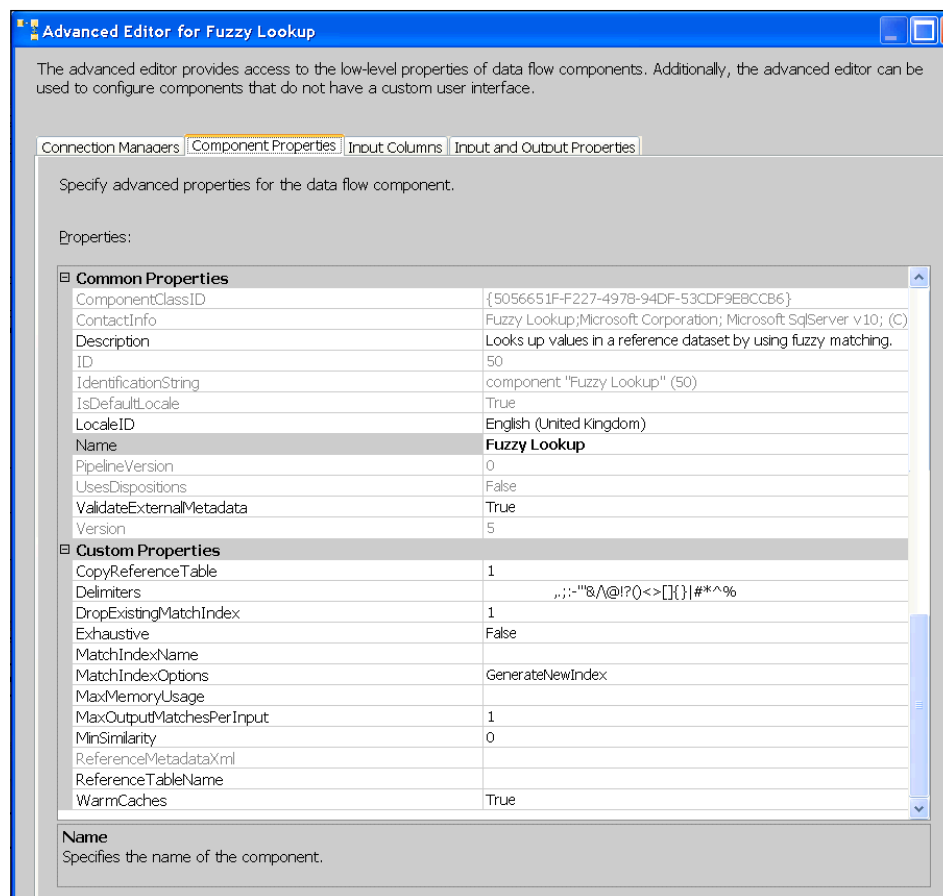 Advanced Editor for Fuzzy Lookup
The advanced editor provides access to the low-level properties of data flow components. Additionally, the advanced editor can be
used to configure components that do not have a custom user interface.
Connection Managers Component Properties Input Columns Input and Output Properties
Specify advanced properties for the data flow component.
Properties:
Common Properties
ComponentClassID {5056651F-F227-4978-94DF-53CDF9E8CCB6}
ContactInfo Fuzzy Lookup;Microsoft Corporation; Microsoft SqlServer v10; (C)
Description Looks up values in a reference dataset by using fuzzy matching.
ID 50
IdentificationString component "Fuzzy Lookup" (50)
IsDefaultLocale True
LocaleID English (United Kingdom)
Name Fuzzy Lookup
PipelineVersion 0
UsesDispositions False
ValidateExternalMetadata True
Version 5
Custom Properties
CopyReferenceTable 1
Delimiters ,.;:-"'&/\@!?()<>[]{}|#*^%
DropExistingMatchIndex 1
Exhaustive False
MatchIndexName
MatchIndexOptions GenerateNewIndex
MaxMemoryUsage
MaxOutputMatchesPerInput 1
MinSimilarity 0
ReferenceMetadataXml
ReferenceTableName
WarmCaches True
Name
Specifies the name of the component.